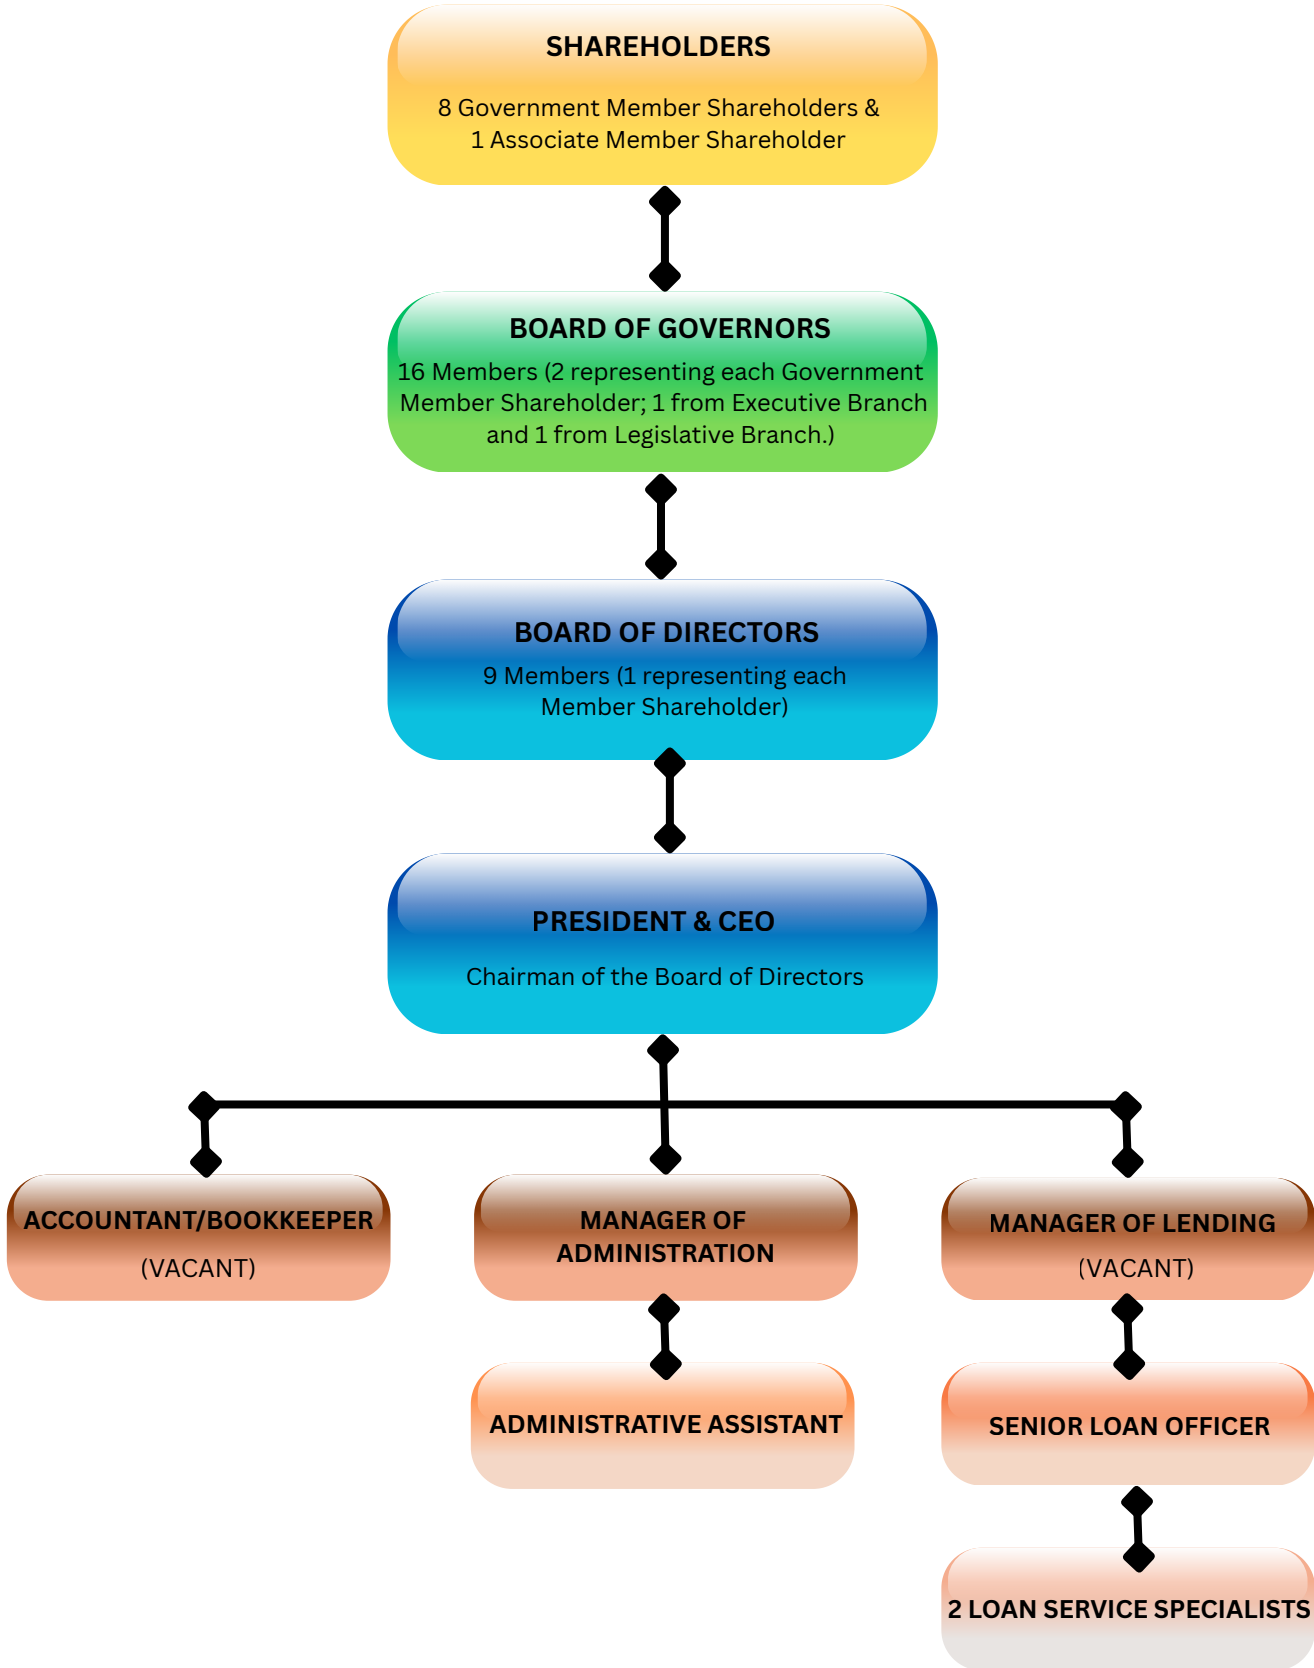 SHAREHOLDERS
8 Government Member Shareholders &
1 Associate Member Shareholder
BOARD OF GOVERNORS
16 Members (2 representing each Government
Member Shareholder; 1 from Executive Branch
and 1 from Legislative Branch.)
BOARD OF DIRECTORS
9 Members (1 representing each
Member Shareholder)
PRESIDENT & CEO
Chairman of the Board of Directors
ACCOUNTANT/BOOKKEEPER
(VACANT)
MANAGER OF
ADMINISTRATION
MANAGER OF LENDING
(VACANT)
ADMINISTRATIVE ASSISTANT
SENIOR LOAN OFFICER
2 LOAN SERVICE SPECIALISTS